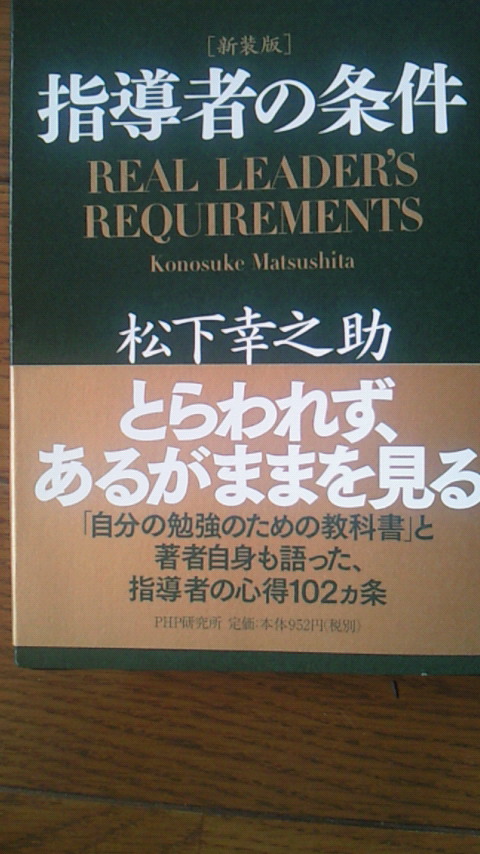 [新装版]
指導者の条件
REAL LEADER'S
REQUIREMENTS
Konosuke Matsushita
松下幸之助
とらわれず、
あるがままを見る
「自分の勉強のための教科書」と
著者自身も語った、
指導者の心得102ヵ条
PHP研究所 定価:本体952円(税別)